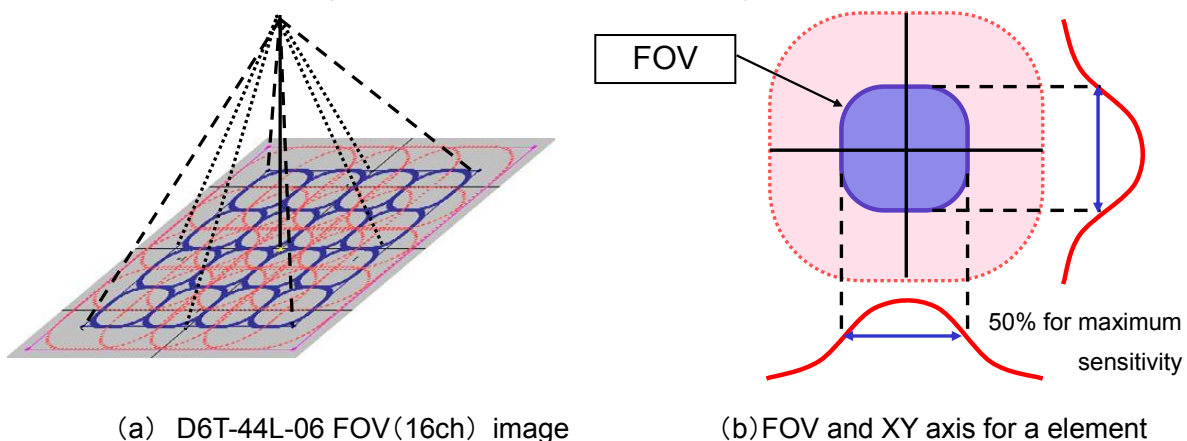 FOV
50% for maximum
sensitivity
(a) D6T-44L-06 FOV(16ch) image
(b)FOV and XY axis for a element